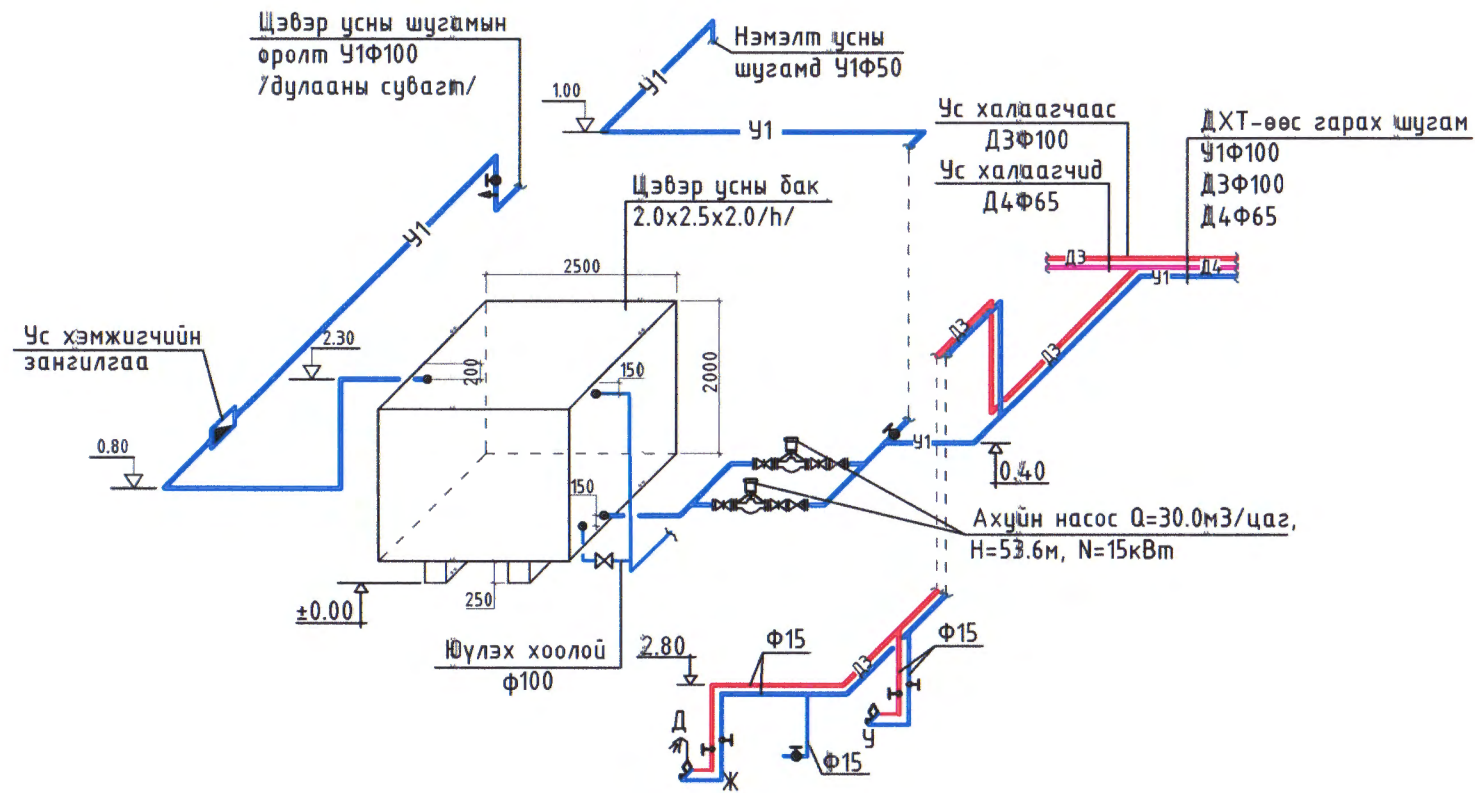 Цэвэр усны шугамын
оролт У1Ф100
/дулааны сувагт/
Нэмэлт усны
шугамд У1Ф50
У1
1.00
У1
Ус халаагчаас
Д3Ф100
Ус халаагчид
Д4Ф65
ДХТ-өөс гарах шугам
У1Ф100
Д3Ф100
Д4Ф65
Цэвэр усны бак
2.0x2.5x2.0/h/
У1
Д3
Д4
У1
2500
Ус хэмжигчийн
зангилгаа
2.30
200
150
2000
Д3
Д3
0.80
У1
0.40
150
Ахуйн насос Q=30.0м3/цаг,
H=53.6м, N=15кВт
±0.00
250
Юүлэх хоолой
ф100
2.80
Ф15
Д3
Ф15
Д
У
Ф15
Ж